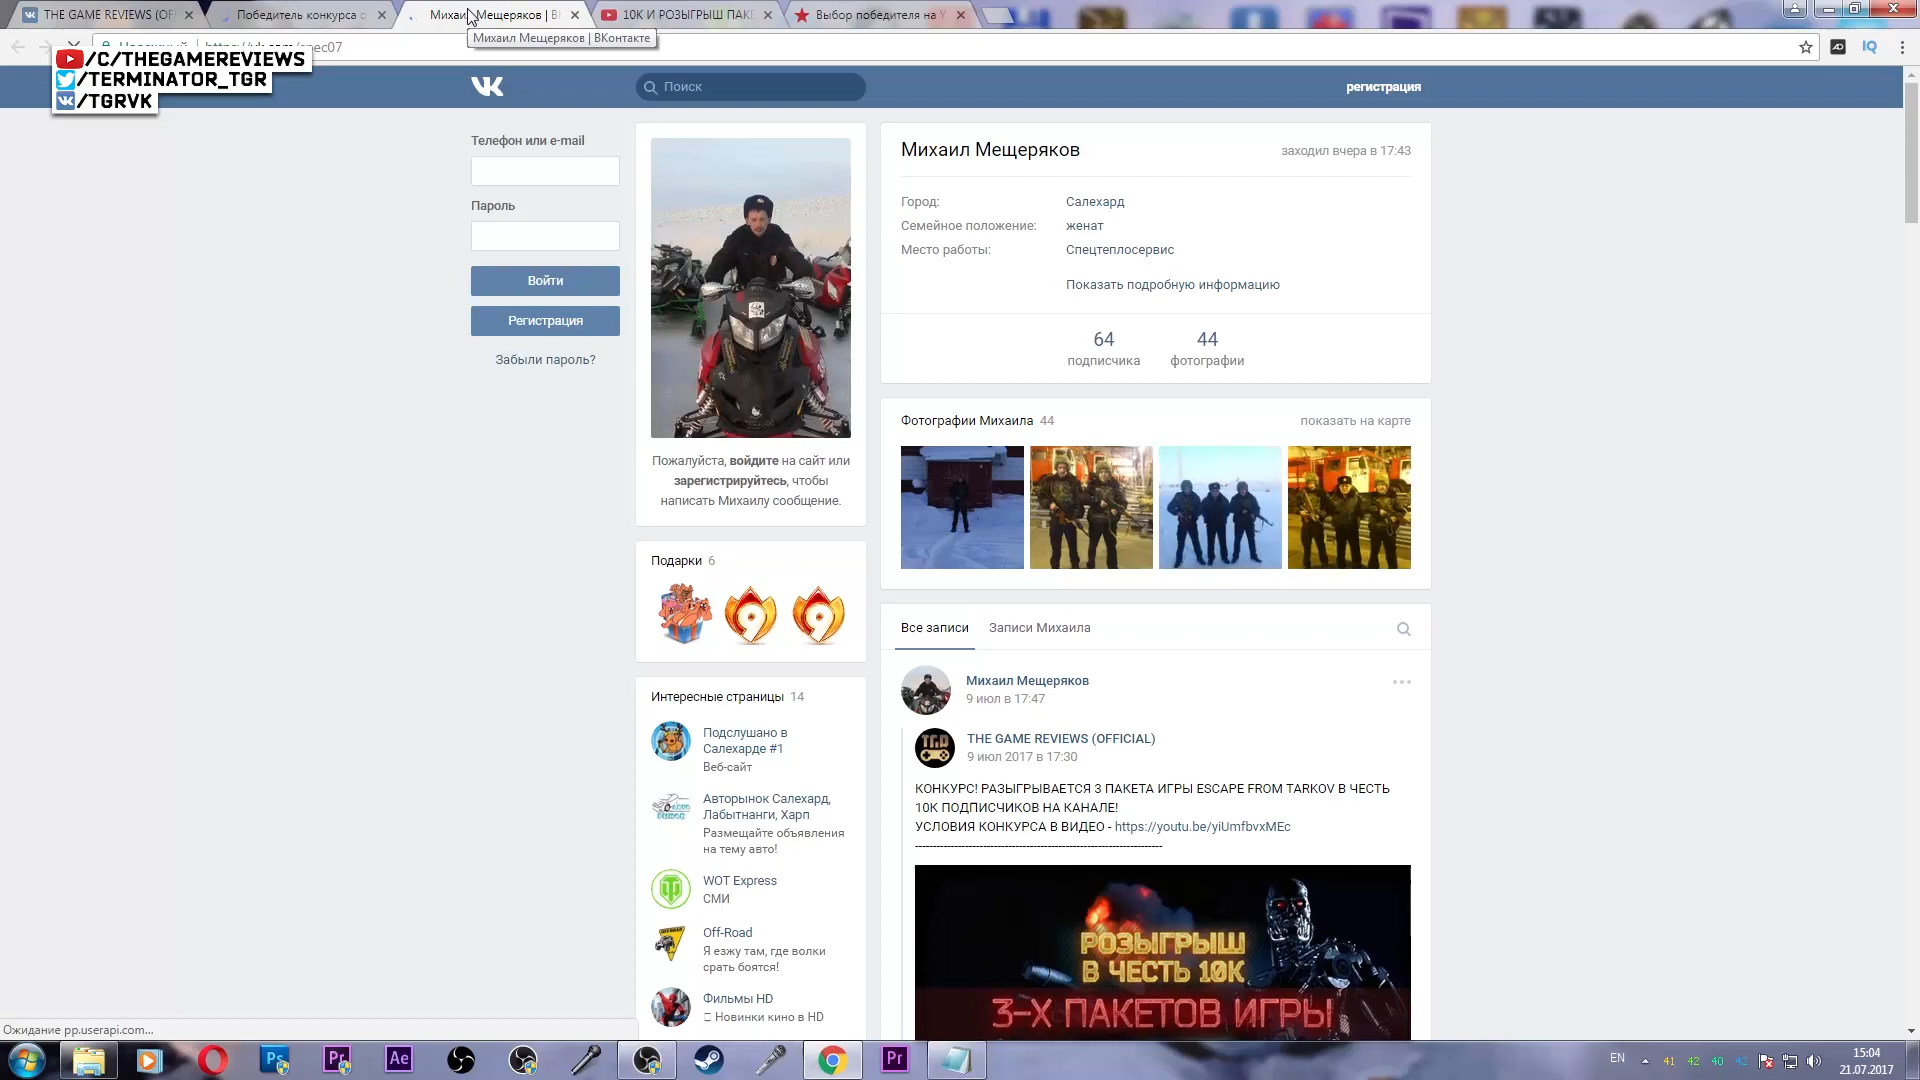 THE GAME REVIEWS (OF
Победитель конкурса о
Михаил Мещеряков | В
10K И РОЗЫГРЫШ ПАКЕ
Выбор победителя на Y
Михаил Мещеряков | ВКонтакте
/C/THEGAMEREVIEWS
/TERMINATOR_TGR
/TGRVK
Поиск
регистрация
Телефон или e-mail
Пароль
Войти
Регистрация
Забыли пароль?
Пожалуйста, войдите на сайт или
зарегистрируйтесь, чтобы
написать Михаилу сообщение.
Подарки 6
Интересные страницы 14
Подслушано в
Салехарде #1
Веб-сайт
Авторынок Салехард,
Лабытнанги, Харп
Размещайте объявления
на тему авто!
WOT Express
СМИ
Off-Road
Я езжу там, где волки
срать боятся!
Фильмы HD
Новинки кино в HD
Михаил Мещеряков
заходил вчера в 17:43
Город: Салехард
Семейное положение: женат
Место работы: Спецтеплосервис
Показать подробную информацию
64 44
подписчика фотографии
Фотографии Михаила 44 показать на карте
Все записи Записи Михаила
Михаил Мещеряков
9 июл в 17:47
THE GAME REVIEWS (OFFICIAL)
9 июл 2017 в 17:30
КОНКУРС! РАЗЫГРЫВАЕТСЯ 3 ПАКЕТА ИГРЫ ESCAPE FROM TARKOV В ЧЕСТЬ
10К ПОДПИСЧИКОВ НА КАНАЛЕ!
УСЛОВИЯ КОНКУРСА В ВИДЕО - https://youtu.be/yiUmfbvxMEc
РОЗЫГРЫШ
В ЧЕСТЬ 10К
3-Х ПАКЕТОВ ИГРЫ
Ожидание pp.userapi.com...
EN
41 42 40 42
15:04
21.07.2017